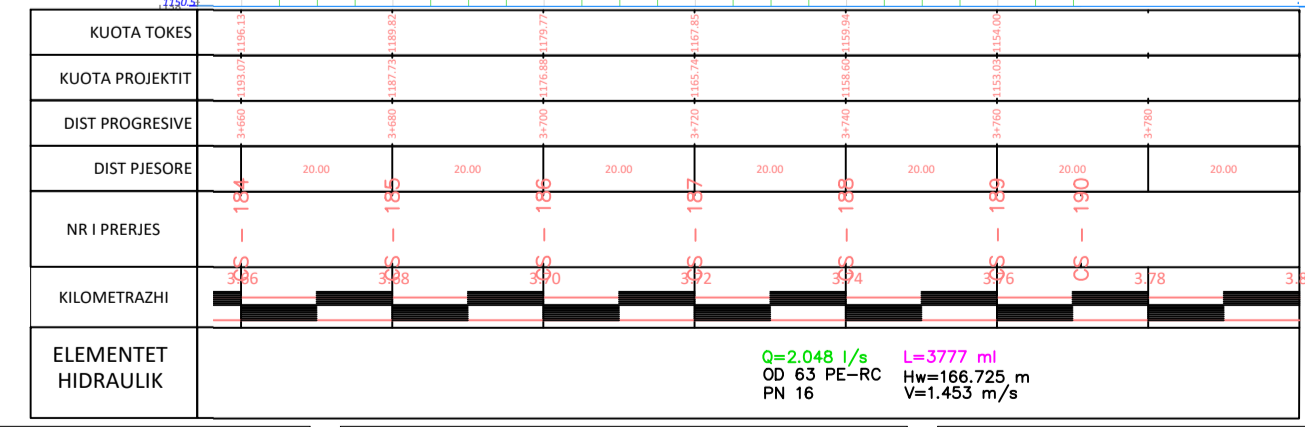 1150.5
KUOTA TOKES 1196.13 1189.82 1179.77 1167.85 1159.94 1154.00
KUOTA PROJEKTIT 1193.07 1187.73 1176.88 1165.74 1158.60 1153.03
DIST PROGRESIVE 3+660 3+680 3+700 3+720 3+740 3+760 3+780
DIST PJESORE 20.00 20.00 20.00 20.00 20.00 20.00 20.00
NR I PRERJES CS - 184 CS - 185 CS - 186 CS - 187 CS - 188 CS - 189 CS - 190
3.66 3.68 3.70 3.72 3.74 3.76 3.78
KILOMETRAZHI
ELEMENTET
HIDRAULIK
Q=2.048 l/s L=3777 ml
OD 63 PE-RC Hw=166.725 m
PN 16 V=1.453 m/s